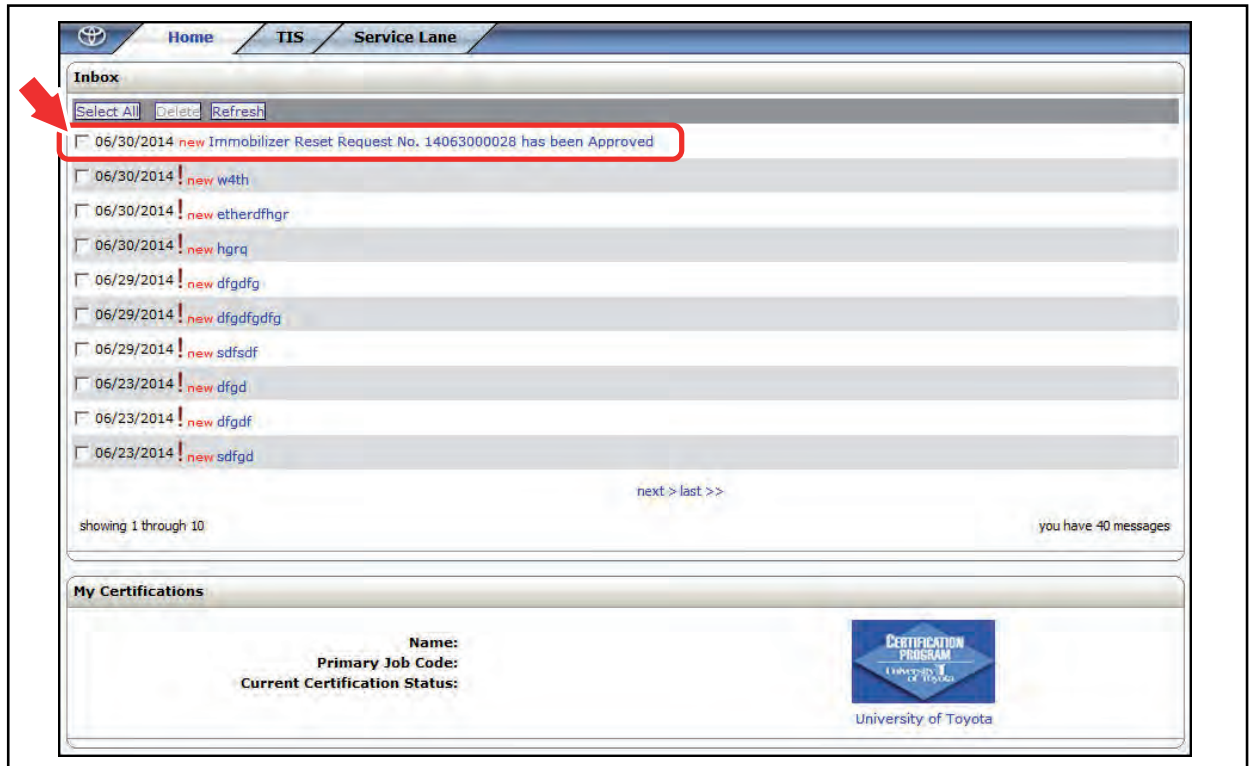 Home TIS Service Lane
Inbox
Select All Delete Refresh
06/30/2014 new Immobilizer Reset Request No. 14063000028 has been Approved
06/30/2014 ! new w4th
06/30/2014 ! new etherdfhgr
06/30/2014 ! new hgrq
06/29/2014 ! new dfgdfg
06/29/2014 ! new dfgdfgdfg
06/29/2014 ! new sdfsdf
06/23/2014 ! new dfgd
06/23/2014 ! new dfgdf
06/23/2014 ! new sdfgd
next > last >>
showing 1 through 10 you have 40 messages
My Certifications
Name:
Primary Job Code:
Current Certification Status:
CERTIFICATION
PROGRAM
University
of Toyota
University of Toyota